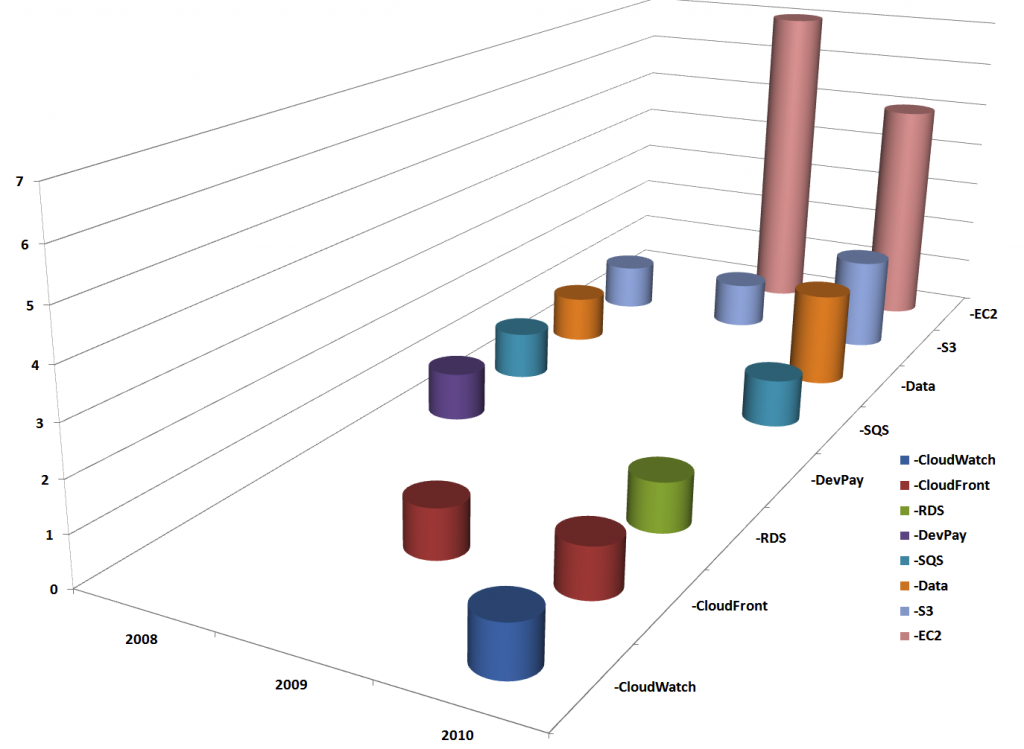 7
6
5
4
3
2
1
0
2008
2009
2010
-CloudWatch
-CloudFront
-RDS
-DevPay
-SQS
-Data
-S3
-EC2
-CloudWatch
-CloudFront
-RDS
-DevPay
-SQS
-Data
-S3
-EC2